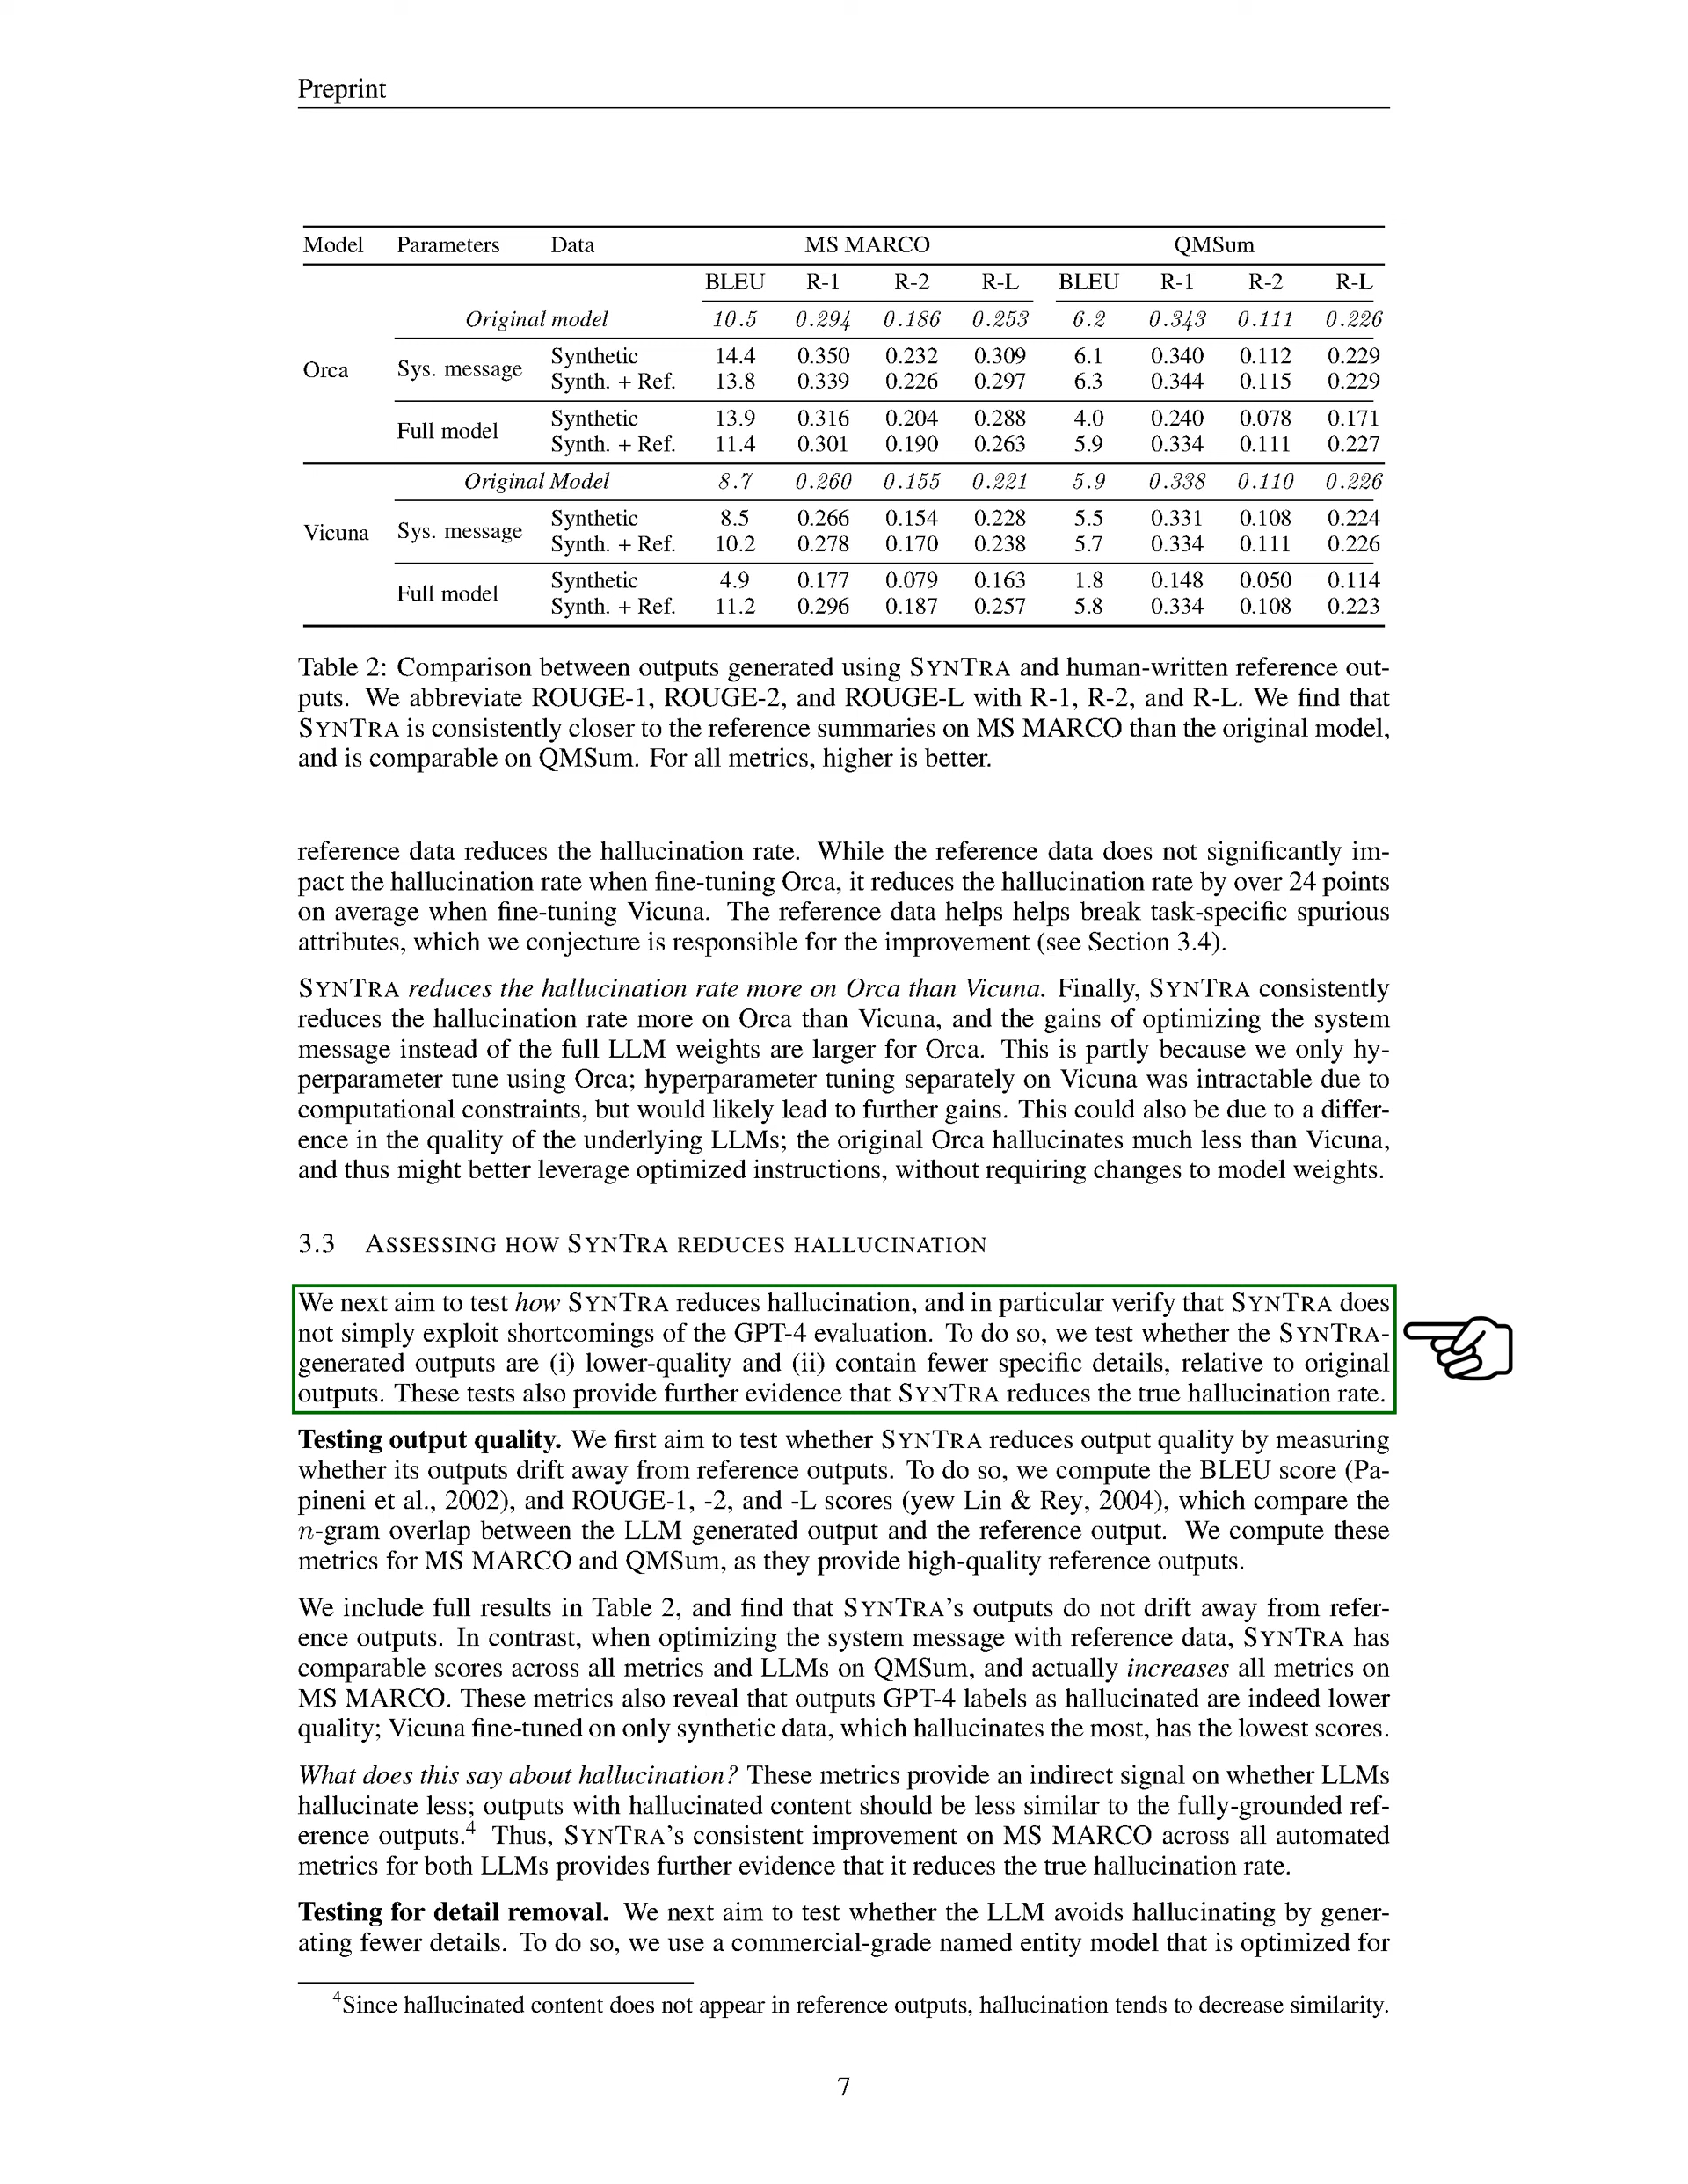 Preprint
Model Parameters Data MS MARCO QMSum
BLEU R-1 R-2 R-L BLEU R-1 R-2 R-L
Original model 10.5 0.294 0.186 0.253 6.2 0.343 0.111 0.226
Orca Sys. message Synthetic 14.4 0.350 0.232 0.309 6.1 0.340 0.112 0.229
Synth. + Ref. 13.8 0.339 0.226 0.297 6.3 0.344 0.115 0.229
Full model Synthetic 13.9 0.316 0.204 0.288 4.0 0.240 0.078 0.171
Synth. + Ref. 11.4 0.301 0.190 0.263 5.9 0.334 0.111 0.227
Original Model 8.7 0.260 0.155 0.221 5.9 0.338 0.110 0.226
Vicuna Sys. message Synthetic 8.5 0.266 0.154 0.228 5.5 0.331 0.108 0.224
Synth. + Ref. 10.2 0.278 0.170 0.238 5.7 0.334 0.111 0.226
Full model Synthetic 4.9 0.177 0.079 0.163 1.8 0.148 0.050 0.114
Synth. + Ref. 11.2 0.296 0.187 0.257 5.8 0.334 0.108 0.223
Table 2: Comparison between outputs generated using SYNTRA and human-written reference out-
puts. We abbreviate ROUGE-1, ROUGE-2, and ROUGE-L with R-1, R-2, and R-L. We find that
SYNTRA is consistently closer to the reference summaries on MS MARCO than the original model,
and is comparable on QMSum. For all metrics, higher is better.
reference data reduces the hallucination rate. While the reference data does not significantly im-
pact the hallucination rate when fine-tuning Orca, it reduces the hallucination rate by over 24 points
on average when fine-tuning Vicuna. The reference data helps helps break task-specific spurious
attributes, which we conjecture is responsible for the improvement (see Section 3.4).
SYNTRA reduces the hallucination rate more on Orca than Vicuna. Finally, SYNTRA consistently
reduces the hallucination rate more on Orca than Vicuna, and the gains of optimizing the system
message instead of the full LLM weights are larger for Orca. This is partly because we only hy-
perparameter tune using Orca; hyperparameter tuning separately on Vicuna was intractable due to
computational constraints, but would likely lead to further gains. This could also be due to a differ-
ence in the quality of the underlying LLMs; the original Orca hallucinates much less than Vicuna,
and thus might better leverage optimized instructions, without requiring changes to model weights.
3.3 ASSESSING HOW SYNTRA REDUCES HALLUCINATION
We next aim to test how SYNTRA reduces hallucination, and in particular verify that SYNTRA does
not simply exploit shortcomings of the GPT-4 evaluation. To do so, we test whether the SYNTRA-
generated outputs are (i) lower-quality and (ii) contain fewer specific details, relative to original
outputs. These tests also provide further evidence that SYNTRA reduces the true hallucination rate.
Testing output quality. We first aim to test whether SYNTRA reduces output quality by measuring
whether its outputs drift away from reference outputs. To do so, we compute the BLEU score (Pa-
pineni et al., 2002), and ROUGE-1, -2, and -L scores (yew Lin & Rey, 2004), which compare the
n-gram overlap between the LLM generated output and the reference output. We compute these
metrics for MS MARCO and QMSum, as they provide high-quality reference outputs.
We include full results in Table 2, and find that SYNTRA's outputs do not drift away from refer-
ence outputs. In contrast, when optimizing the system message with reference data, SYNTRA has
comparable scores across all metrics and LLMs on QMSum, and actually increases all metrics on
MS MARCO. These metrics also reveal that outputs GPT-4 labels as hallucinated are indeed lower
quality; Vicuna fine-tuned on only synthetic data, which hallucinates the most, has the lowest scores.
What does this say about hallucination? These metrics provide an indirect signal on whether LLMs
hallucinate less; outputs with hallucinated content should be less similar to the fully-grounded ref-
erence outputs.4 Thus, SYNTRA's consistent improvement on MS MARCO across all automated
metrics for both LLMs provides further evidence that it reduces the true hallucination rate.
Testing for detail removal. We next aim to test whether the LLM avoids hallucinating by gener-
ating fewer details. To do so, we use a commercial-grade named entity model that is optimized for
4Since hallucinated content does not appear in reference outputs, hallucination tends to decrease similarity.
7